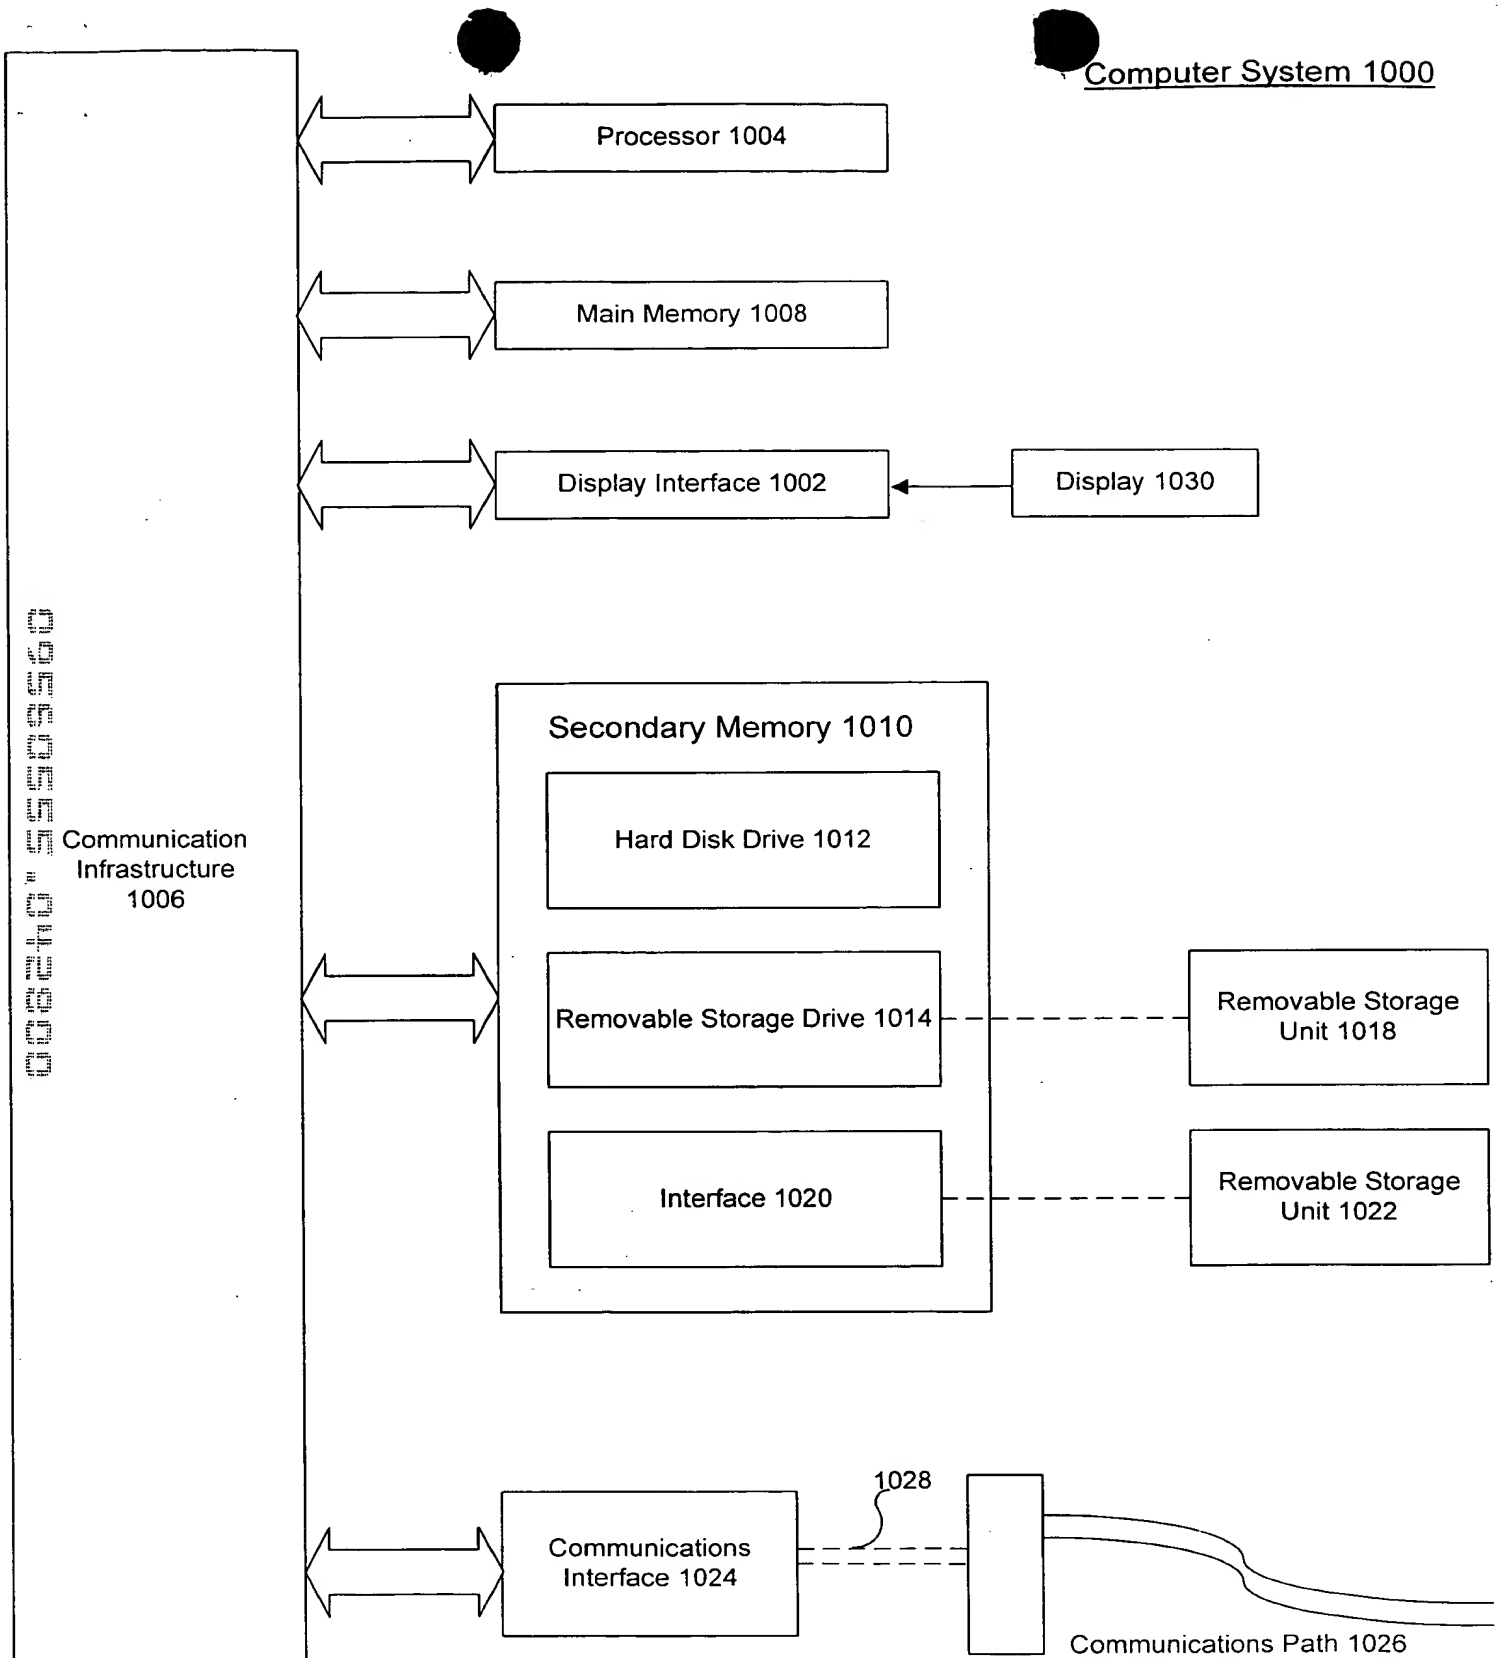 Computer System 1000
Processor 1004
Main Memory 1008
Display Interface 1002
Display 1030
Secondary Memory 1010
Hard Disk Drive 1012
Communication
Infrastructure
1006
Removable Storage Drive 1014
Removable Storage
Unit 1018
Interface 1020
Removable Storage
Unit 1022
1028
Communications
Interface 1024
Communications Path 1026
09550555.042800